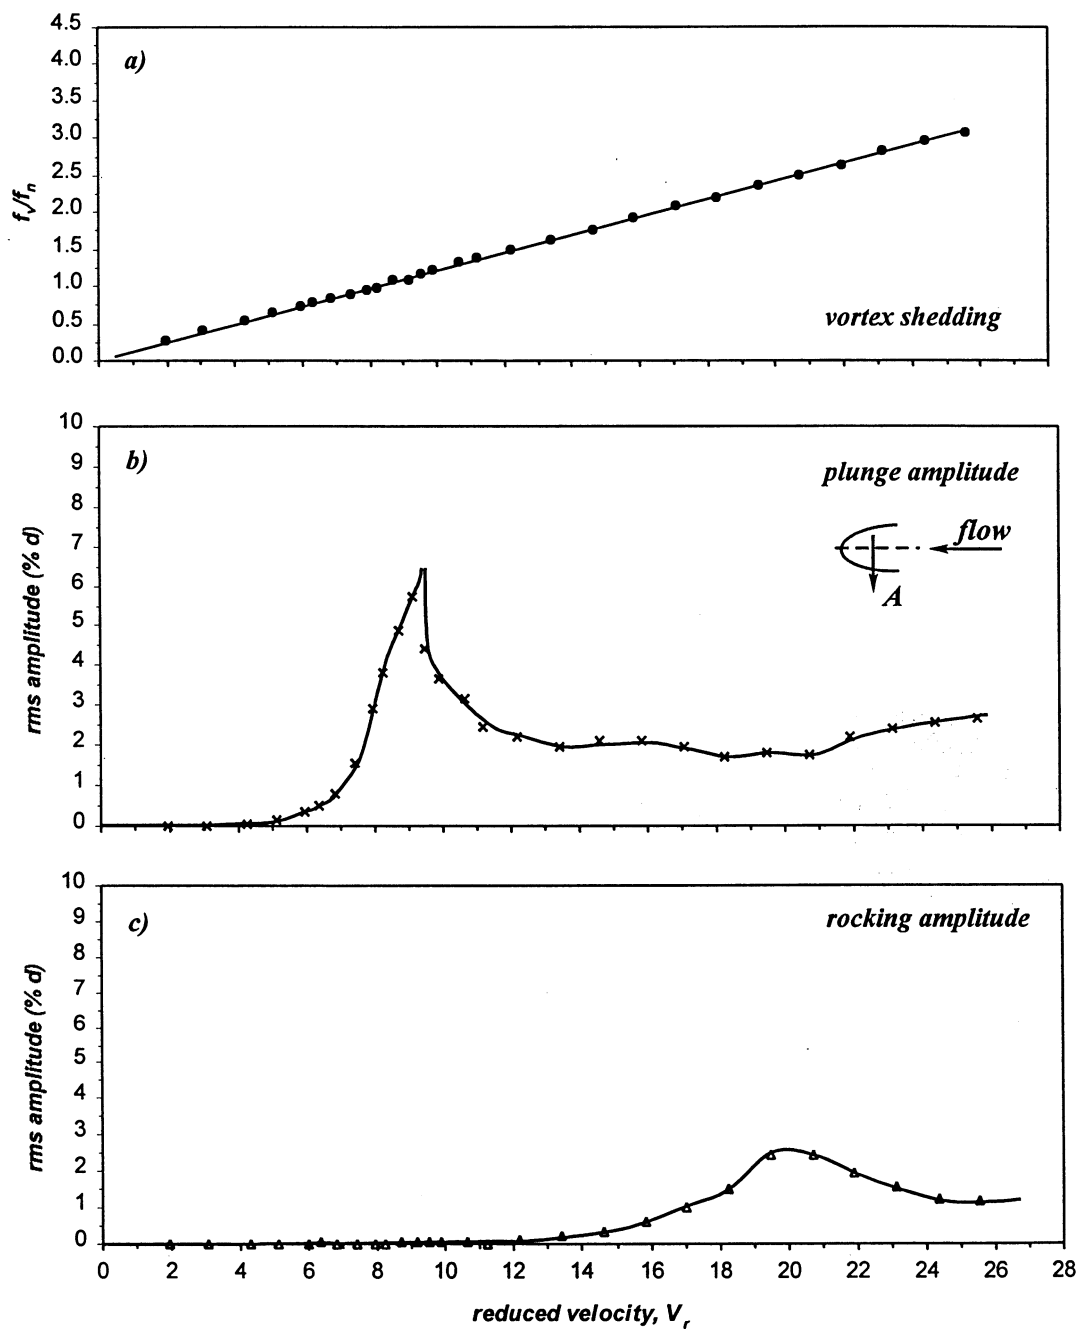 4.5
4.0
3.5
3.0
2.5
2.0
1.5
1.0
0.5
0.0
f_v/f_n
a)
vortex shedding
10
9
8
7
6
5
4
3
2
1
0
rms amplitude (% d)
b)
plunge amplitude
flow
A
10
9
8
7
6
5
4
3
2
1
0
rms amplitude (% d)
c)
rocking amplitude
0 2 4 6 8 10 12 14 16 18 20 22 24 26 28
reduced velocity, V_r